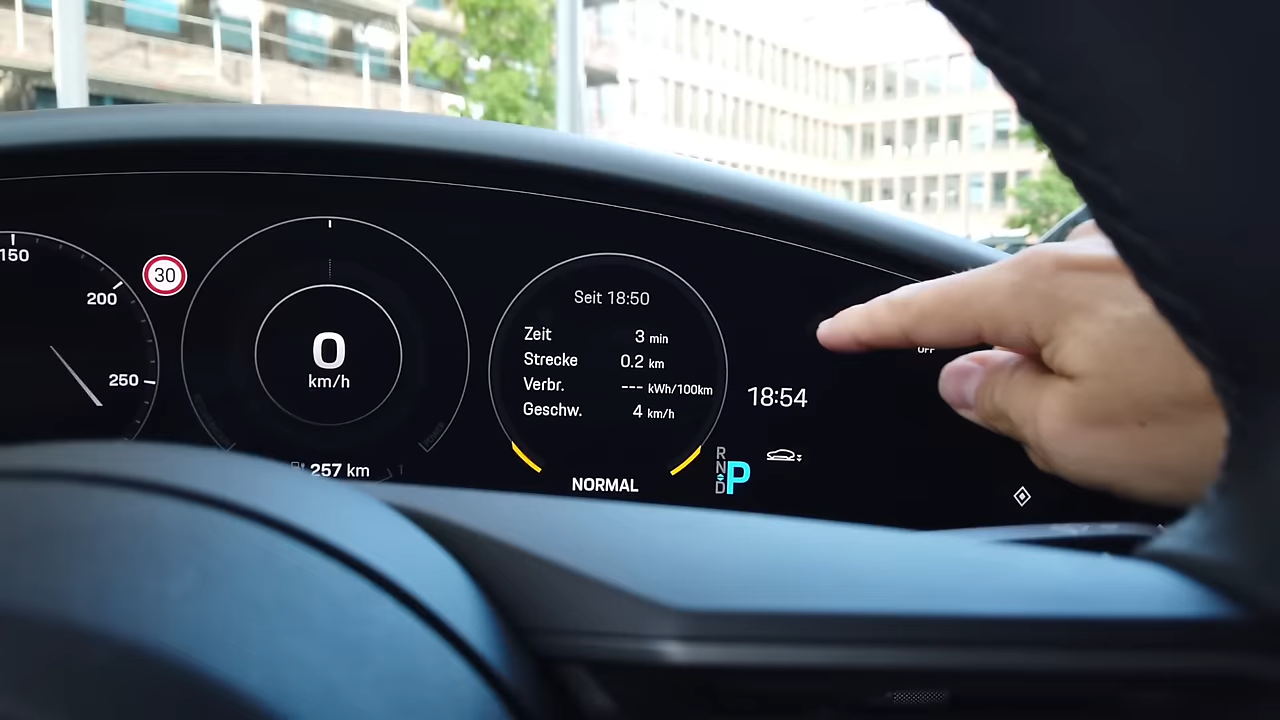 150
200
250
30
0
km/h
257 km
Seit 18:50
Zeit 3 min
Strecke 0.2 km
Verbr. --- kWh/100km
Geschw. 4 km/h
NORMAL
18:54
R
N
D
P
OFF
POWER